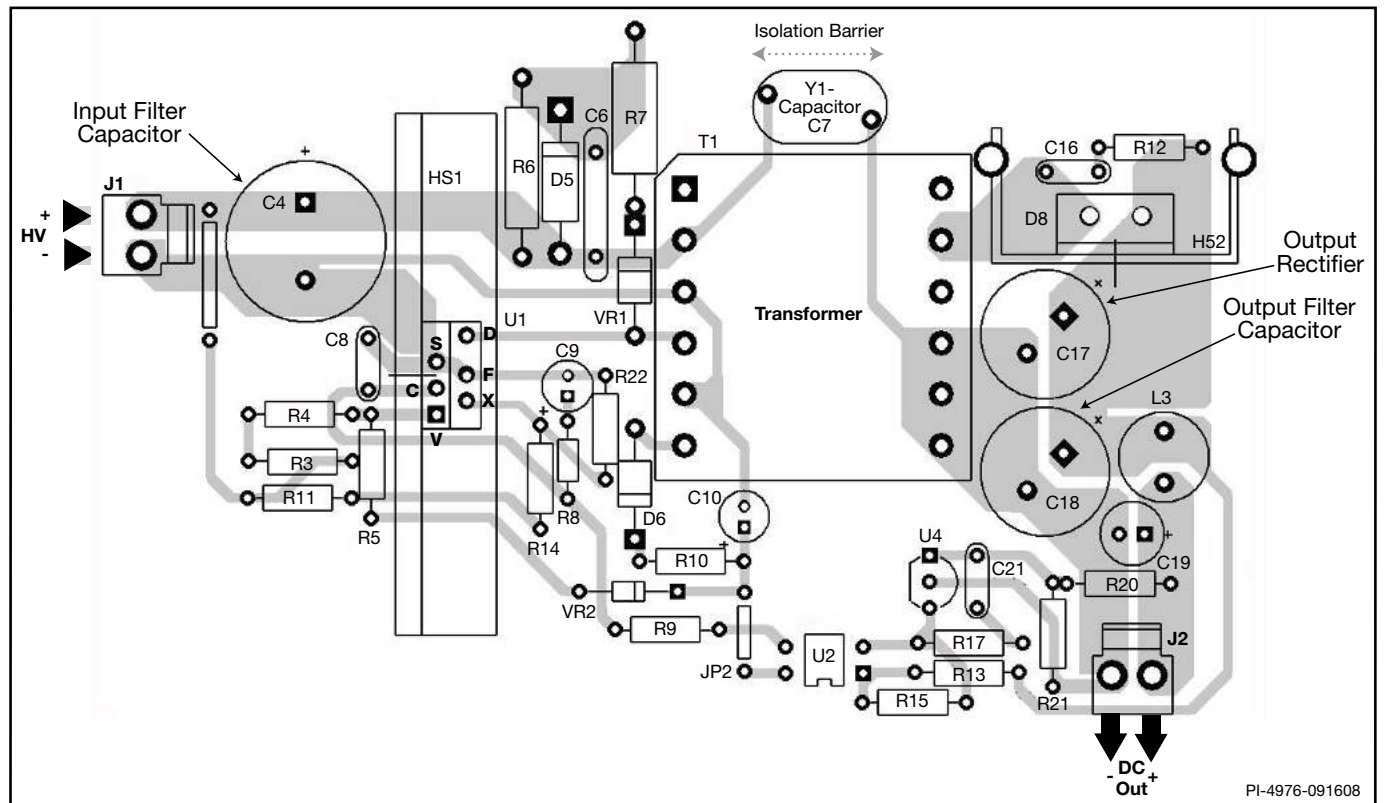 Isolation Barrier
Y1-
Capacitor
C7
Input Filter
Capacitor
+
J1
+
HV
-
C4
HS1
R6
D5
C6
R7
T1
C16
R12
D8
H52
Output
Rectifier
Output Filter
Capacitor
VR1
Transformer
C17
U1
S
D
F
C
X
V
C8
C9
R22
+
R4
R3
R11
R5
R14
R8
D6
C10
+
C18
L3
C19
+
R10
U4
C21
R20
VR2
R9
JP2
U2
R17
R13
R15
R21
J2
- DC +
Out
PI-4976-091608